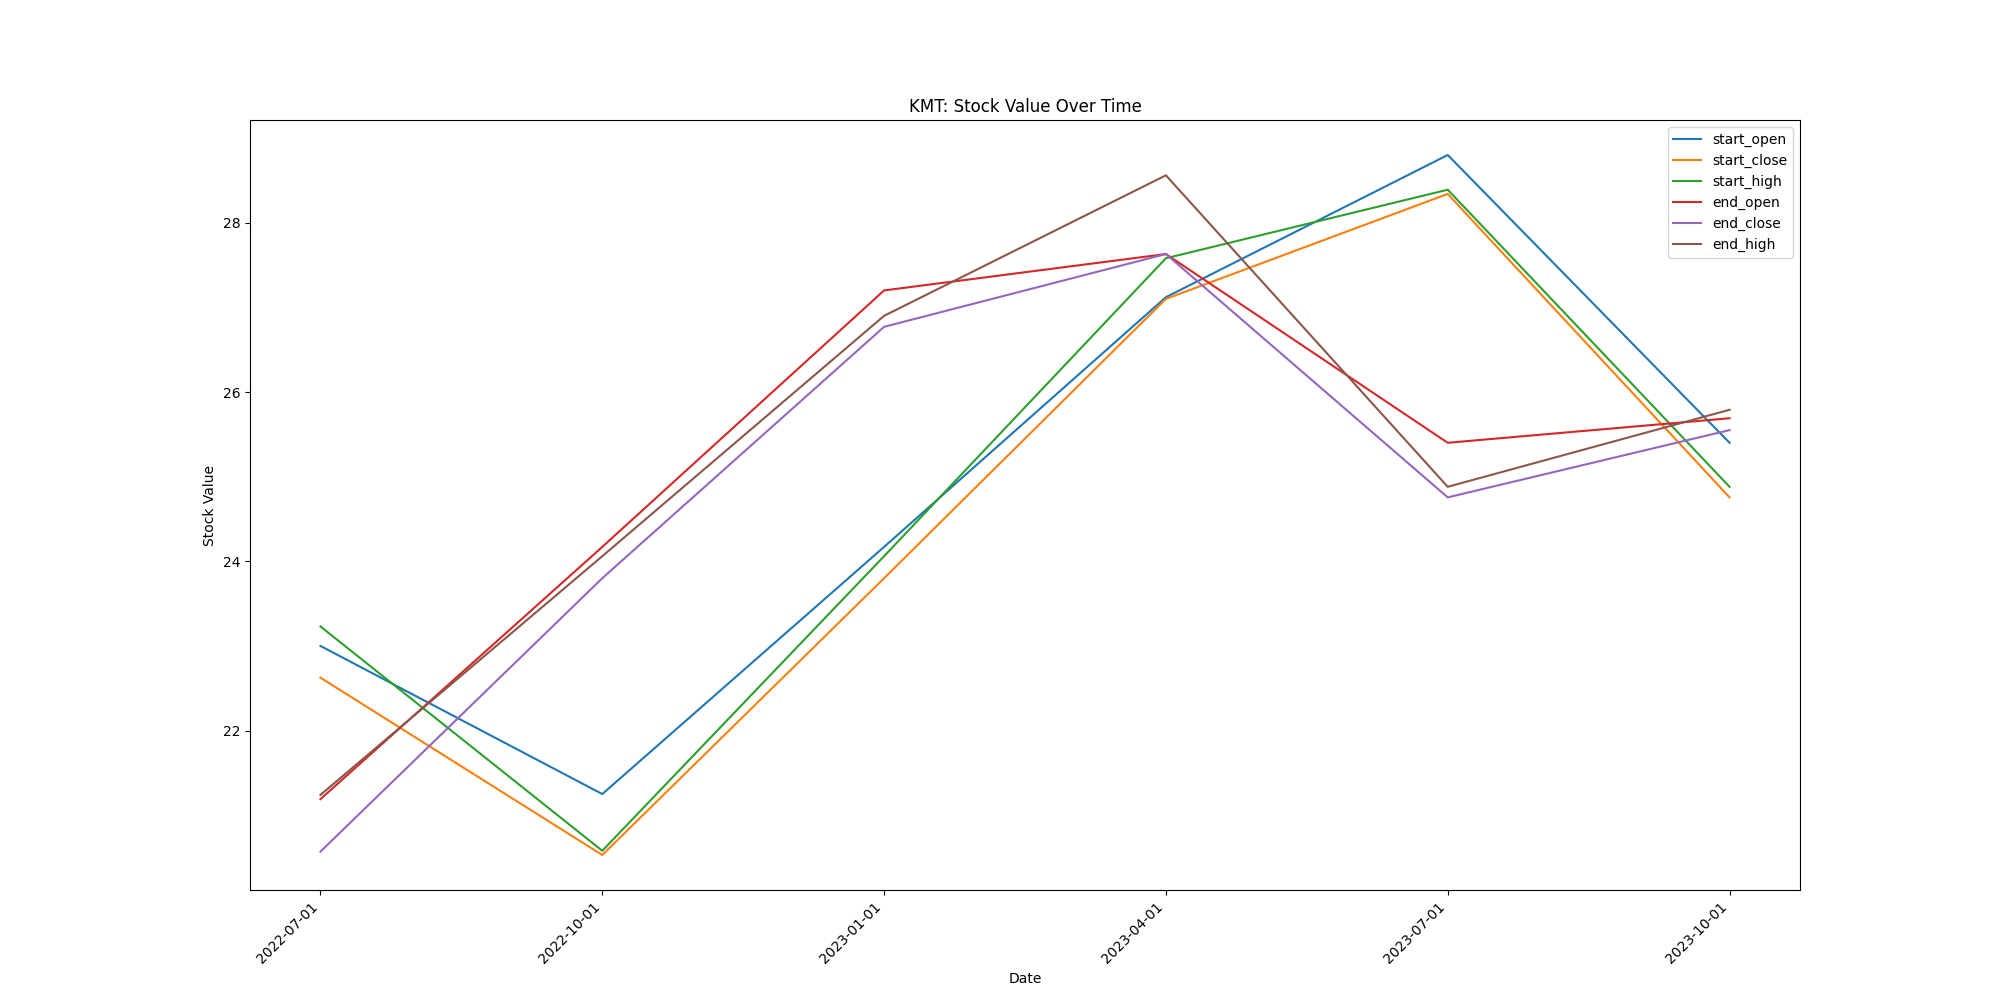 KMT: Stock Value Over Time
start_open
start_close
start_high
end_open
end_close
end_high
28
26
24
22
Stock Value
2022-07-01
2022-10-01
2023-01-01
2023-04-01
2023-07-01
2023-10-01
Date